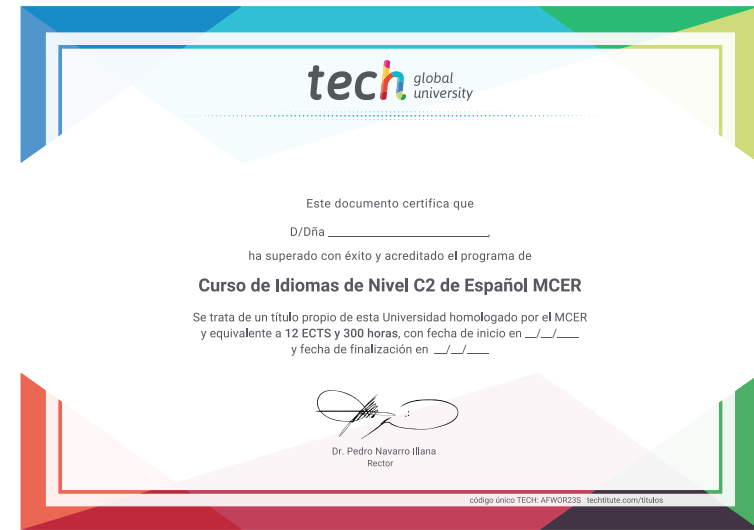 tech global university
Este documento certifica que
D/Dña ______________________,
ha superado con éxito y acreditado el programa de
Curso de Idiomas de Nivel C2 de Español MCER
Se trata de un título propio de esta Universidad homologado por el MCER
y equivalente a 12 ECTS y 300 horas, con fecha de inicio en __/__/____
y fecha de finalización en __/__/____
Dr. Pedro Navarro Illana
Rector
código único TECH: AFWOR23S techtitute.com/titulos